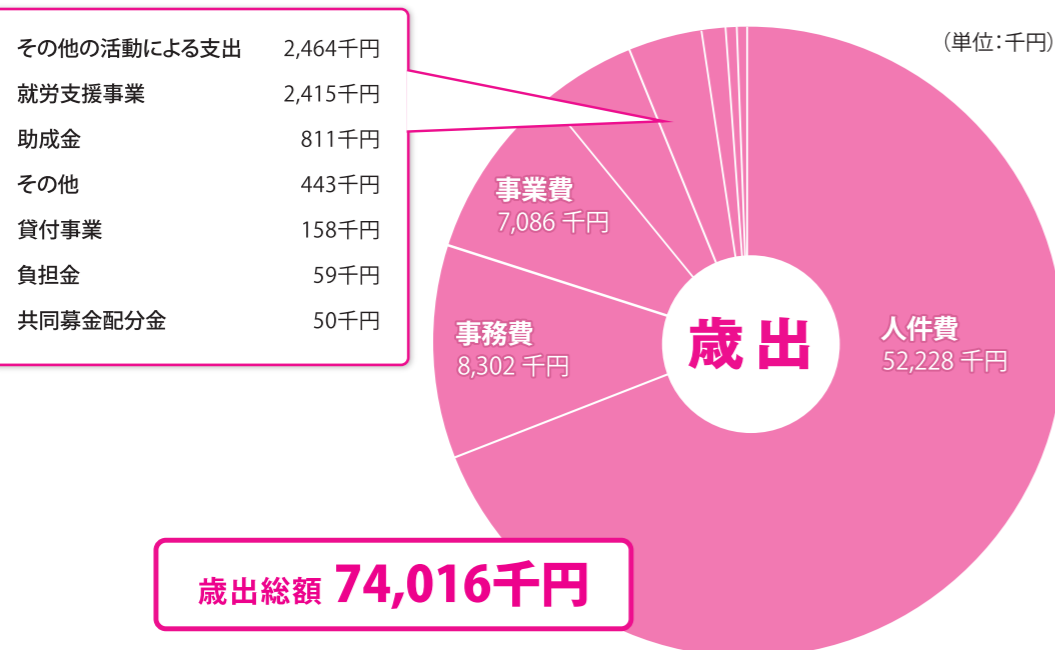 その他の活動による支出 2,464千円
就労支援事業 2,415千円
助成金 811千円
その他 443千円
貸付事業 158千円
負担金 59千円
共同募金配分金 50千円
(単位:千円)
事業費
7,086 千円
事務費
8,302 千円
歳出
人件費
52,228 千円
歳出総額 74,016千円